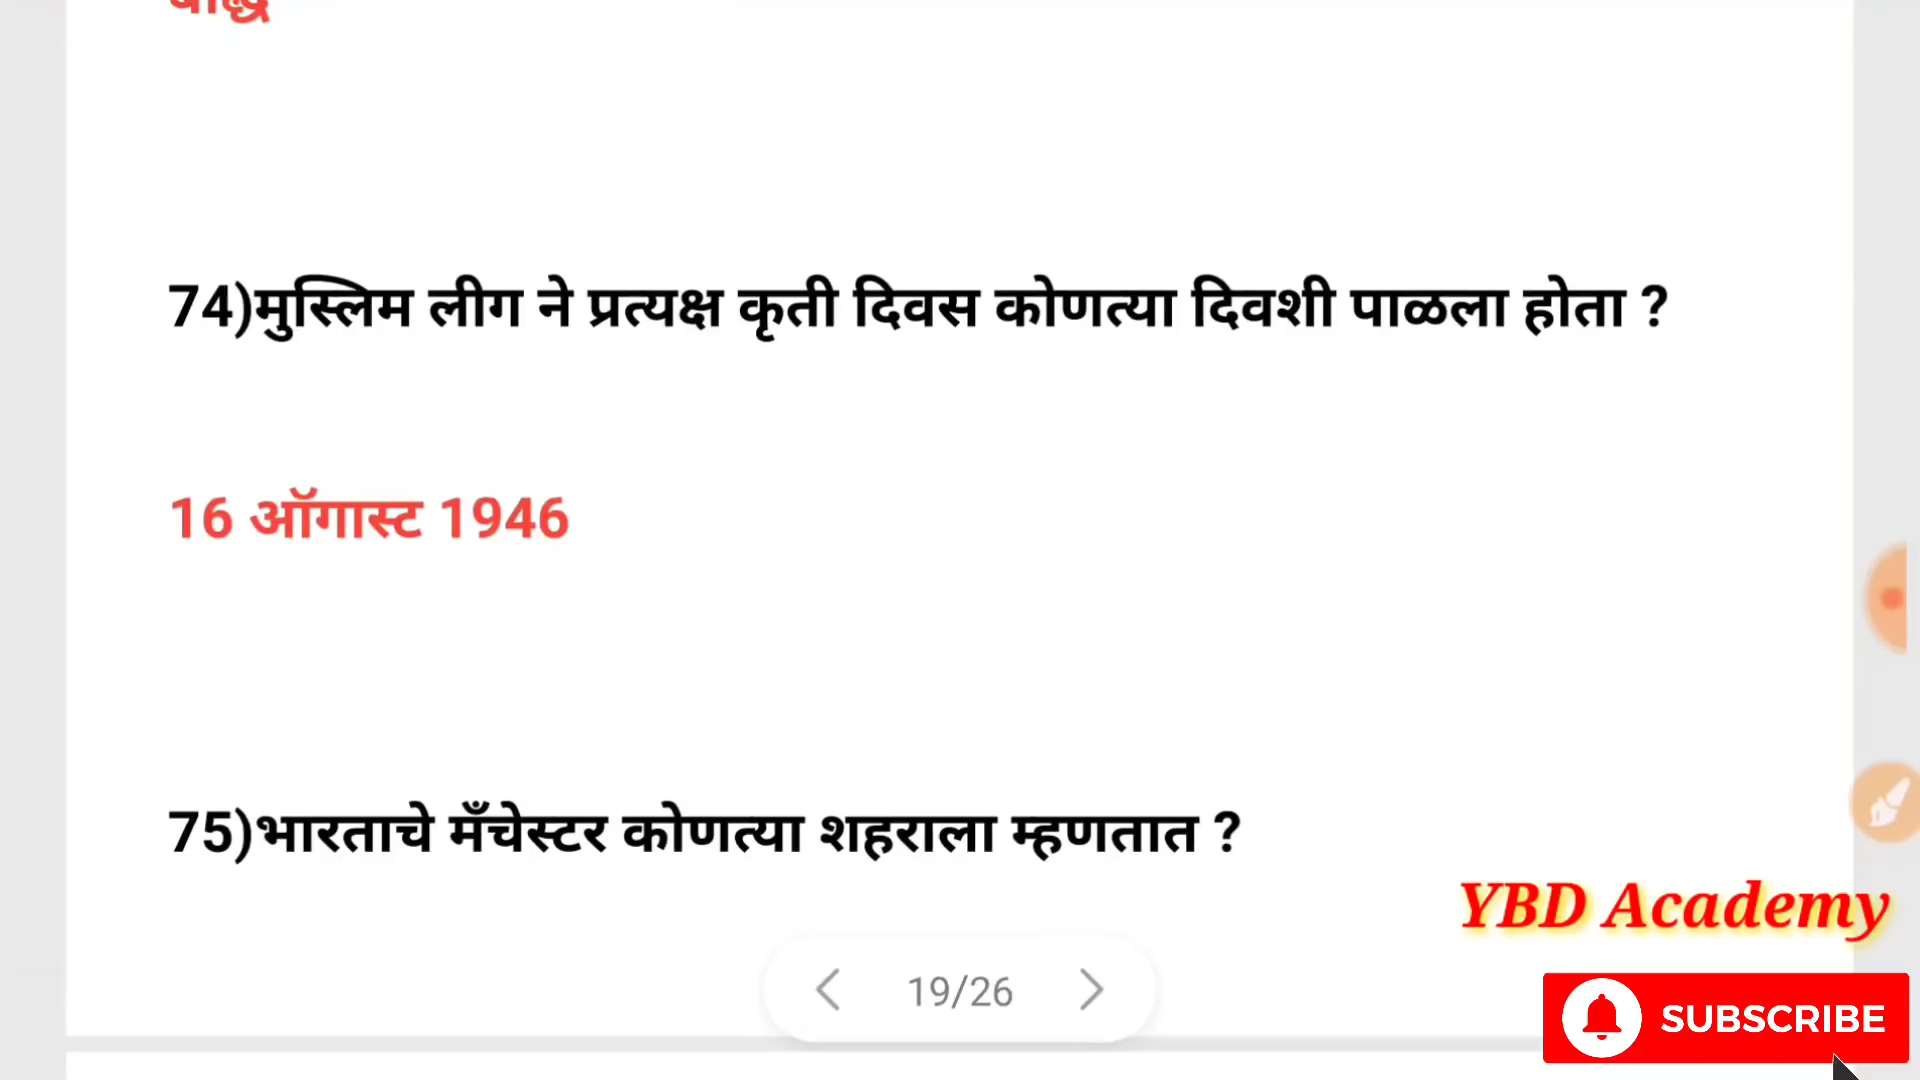 74)मुस्लिम लीग ने प्रत्यक्ष कृती दिवस कोणत्या दिवशी पाळला होता ?
16 ऑगास्ट 1946
75)भारताचे मँचेस्टर कोणत्या शहराला म्हणतात ?
YBD Academy
19/26
SUBSCRIBE